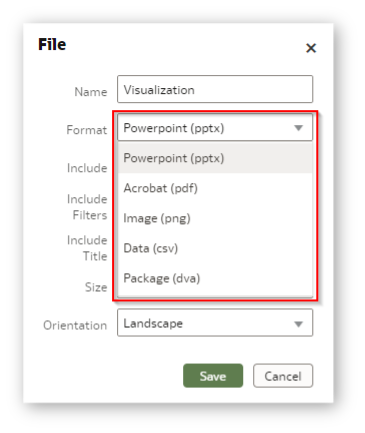 File
×
Name Visualization
Format Powerpoint (pptx)
Powerpoint (pptx)
Include
Acrobat (pdf)
Include
Filters
Image (png)
Include
Title
Data (csv)
Size
Package (dva)
Orientation Landscape
Save Cancel